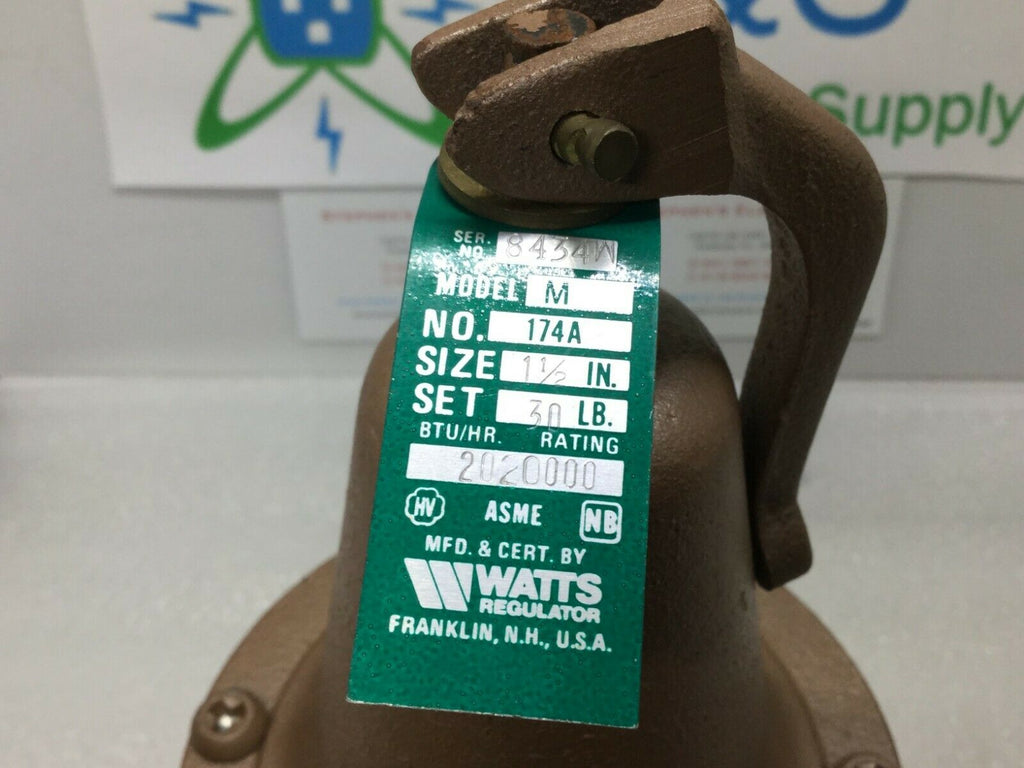 &
Supply
SER. NO. 8434W
MODEL M
NO. 174A
SIZE 1½ IN.
SET 30 LB.
BTU/HR. RATING
2020000
HV ASME NB
MFD. & CERT. BY
WATTS
REGULATOR
FRANKLIN, N.H., U.S.A.